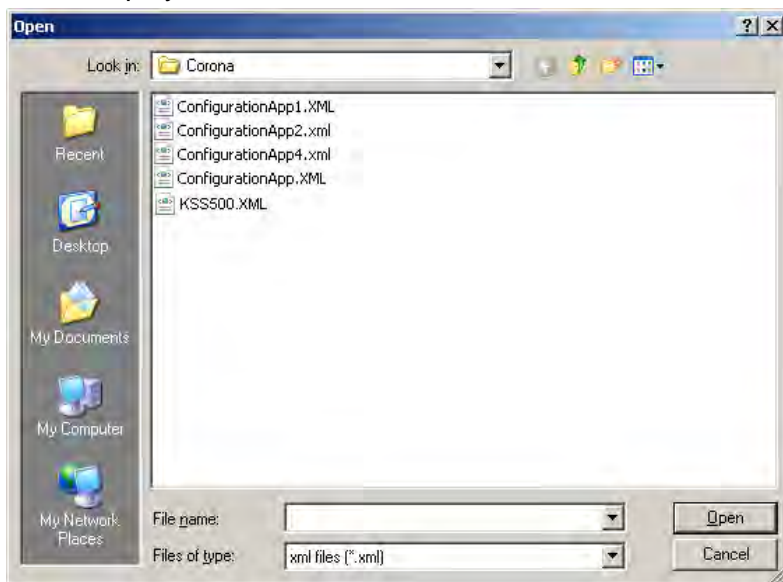 Open
Look in: Corona
ConfigurationApp1.XML
ConfigurationApp2.xml
ConfigurationApp4.xml
ConfigurationApp.XML
KSS500.XML
Recent
Desktop
My Documents
My Computer
My Network
Places
File name:
Open
Files of type: xml files (*.xml)
Cancel